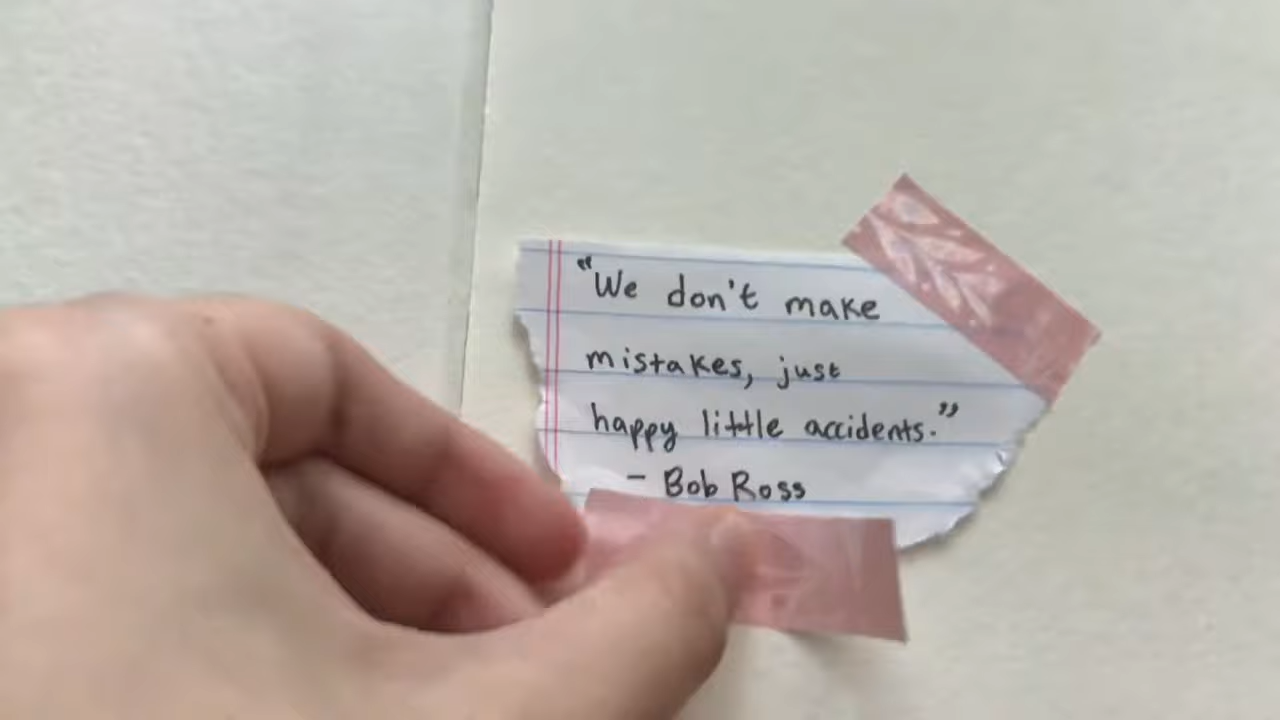 "We don't make
mistakes, just
happy little accidents."
- Bob Ross